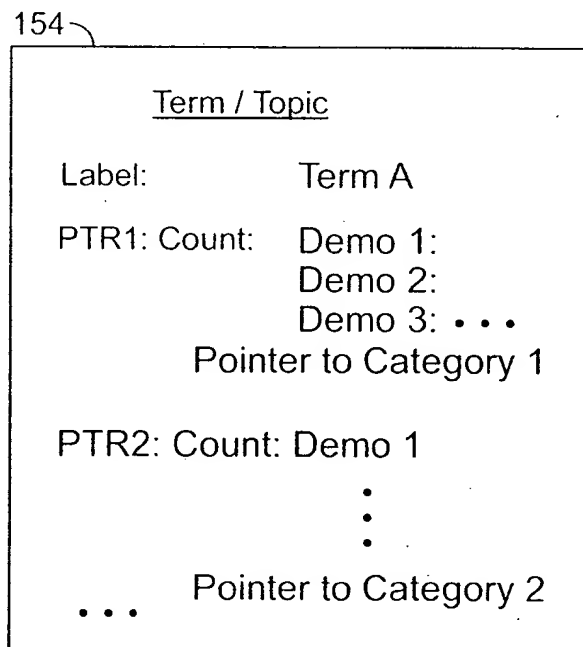 154
Term / Topic
Label: Term A
PTR1: Count: Demo 1:
Demo 2:
Demo 3: • • •
Pointer to Category 1
PTR2: Count: Demo 1
•
•
•
Pointer to Category 2
• • •